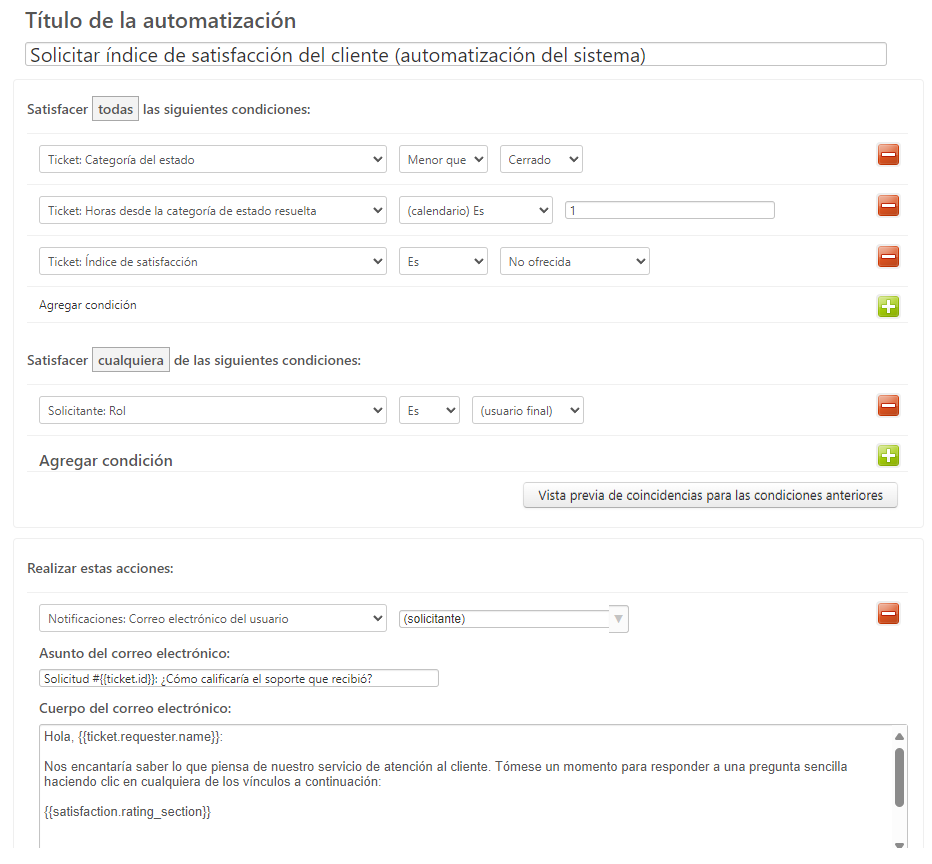 Título de la automatización
Solicitar índice de satisfacción del cliente (automatización del sistema)
Satisfacer todas las siguientes condiciones:
Ticket: Categoría del estado Menor que Cerrado
Ticket: Horas desde la categoría de estado resuelta (calendario) Es 1
Ticket: Índice de satisfacción Es No ofrecida
Agregar condición
Satisfacer cualquiera de las siguientes condiciones:
Solicitante: Rol Es (usuario final)
Agregar condición
Vista previa de coincidencias para las condiciones anteriores
Realizar estas acciones:
Notificaciones: Correo electrónico del usuario (solicitante)
Asunto del correo electrónico:
Solicitud #{{ticket.id}}: ¿Cómo calificaría el soporte que recibió?
Cuerpo del correo electrónico:
Hola, {{ticket.requester.name}}:
Nos encantaría saber lo que piensa de nuestro servicio de atención al cliente. Tómese un momento para responder a una pregunta sencilla
haciendo clic en cualquiera de los vínculos a continuación:
{{satisfaction.rating_section}}